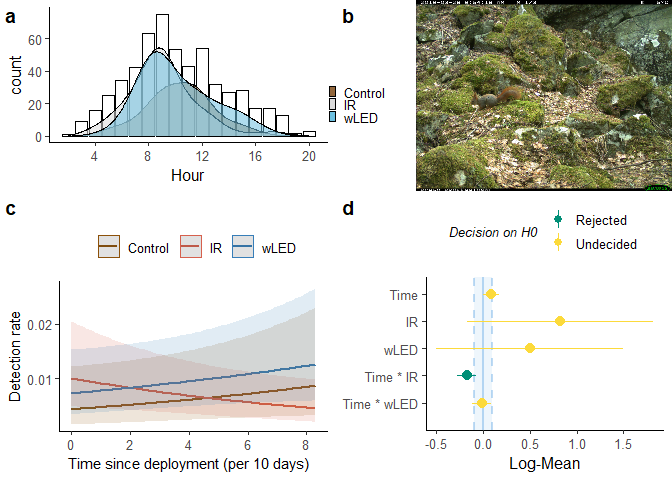 a
count
60
40
20
0
4
8
12
16
20
Hour
Control
IR
wLED
b
c
Control
IR
wLED
Detection rate
0.02
0.01
0
2
4
6
8
Time since deployment (per 10 days)
d
Decision on H0
Rejected
Undecided
Time
IR
wLED
Time * IR
Time * wLED
-0.5
0.0
0.5
1.0
1.5
Log-Mean